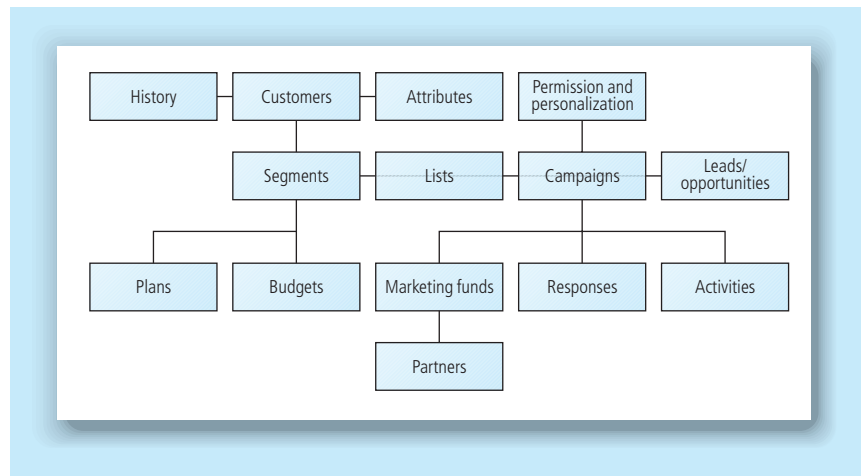 History
Customers
Attributes
Permission and
personalization
Segments
Lists
Campaigns
Leads/
opportunities
Plans
Budgets
Marketing funds
Responses
Activities
Partners